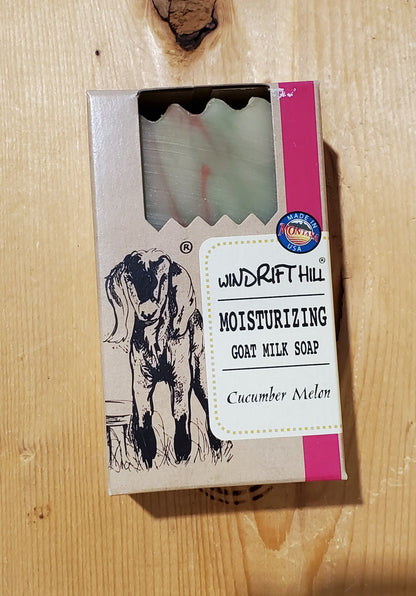 ®
MADE IN
MONTANA
USA
WINDRIFT HILL®
MOISTURIZING
GOAT MILK SOAP
Cucumber Melon